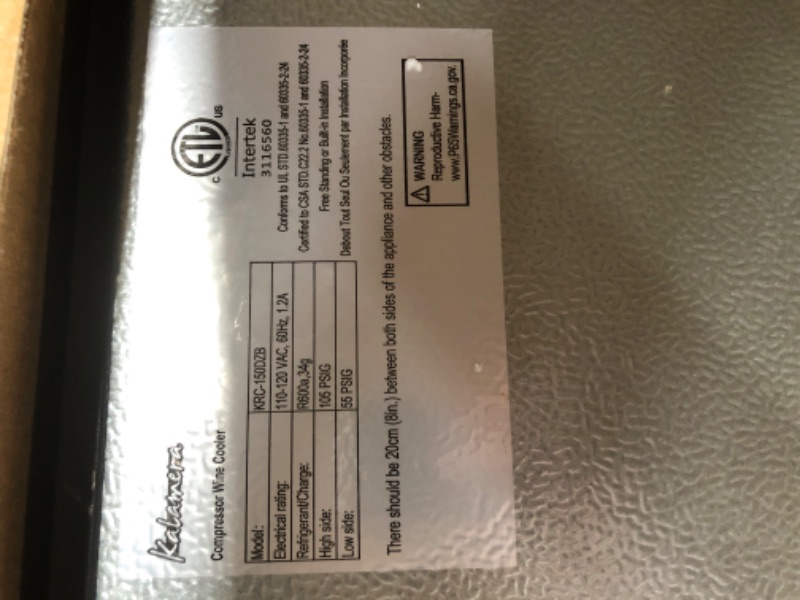 Kalamera
Compressor Wine Cooler
Model: KRC-150DZB
Electrical rating: 110-120 VAC, 60Hz, 1.2A
Refrigerant/Charge: R600a,34g
High side: 105 PSIG
Low side: 55 PSIG
C ETL US
Intertek
3116560
Conforms to UL STD.60335-1 and 60335-2-24
Certified to CSA STD.C22.2 No.60335-1 and 60335-2-24
Free Standing or Built-in Installation
Debout Tout Seul Ou Seulement par Installation Incorporée
There should be 20cm (8in.) between both sides of the appliance and other obstacles.
WARNING
Reproductive Harm-
www.P65Warnings.ca.gov.